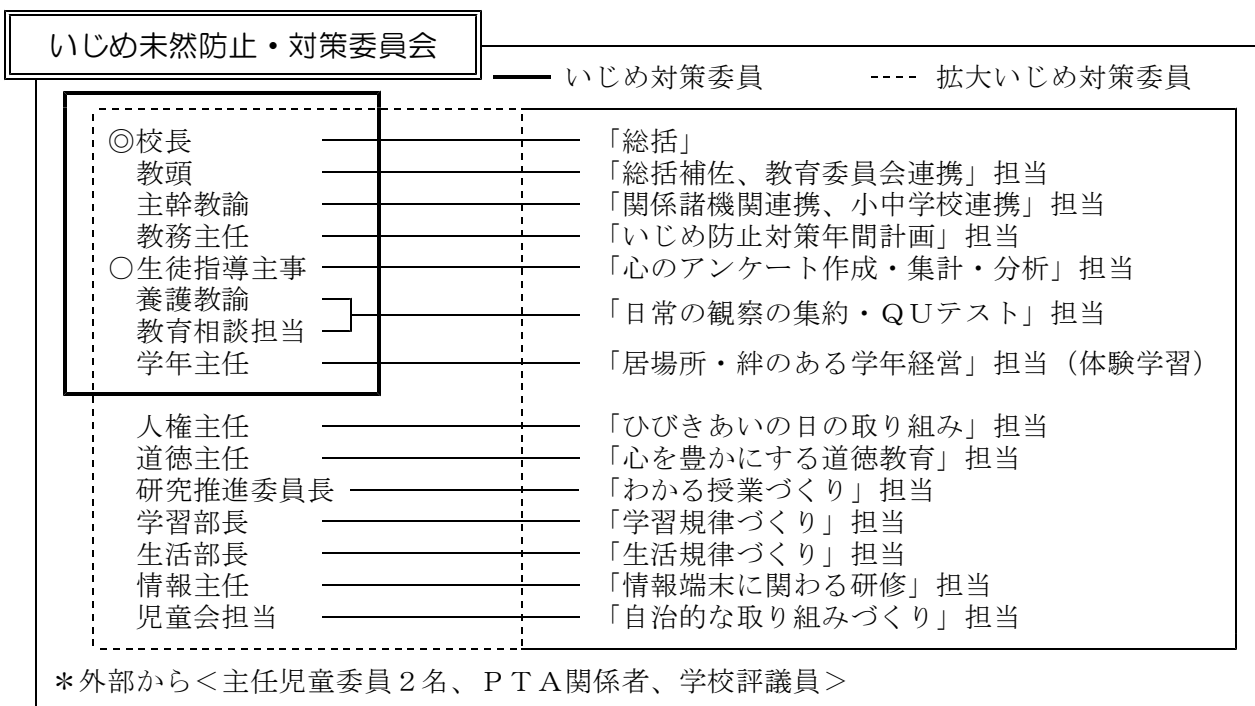 いじめ未然防止・対策委員会
いじめ対策委員 拡大いじめ対策委員
◎校長 「総括」
教頭 「総括補佐、教育委員会連携」担当
主幹教諭 「関係諸機関連携、小中学校連携」担当
教務主任 「いじめ防止対策年間計画」担当
○生徒指導主事 「心のアンケート作成・集計・分析」担当
養護教諭
教育相談担当 「日常の観察の集約・QUテスト」担当
学年主任 「居場所・絆のある学年経営」担当(体験学習)
人権主任 「ひびきあいの日の取り組み」担当
道徳主任 「心を豊かにする道徳教育」担当
研究推進委員長 「わかる授業づくり」担当
学習部長 「学習規律づくり」担当
生活部長 「生活規律づくり」担当
情報主任 「情報端末に関わる研修」担当
児童会担当 「自治的な取り組みづくり」担当
*外部から<主任児童委員2名、PTA関係者、学校評議員>